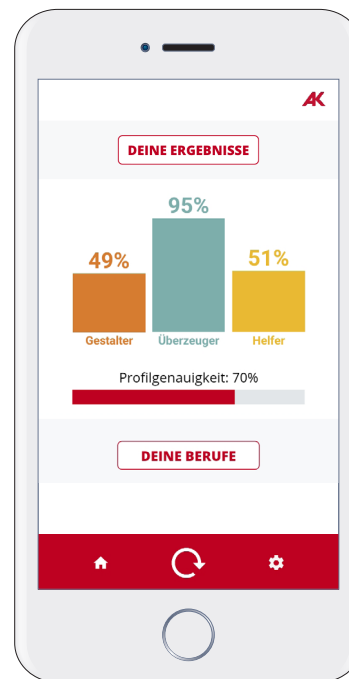 AK
DEINE ERGEBNISSE
95%
49%
51%
Gestalter
Überzeuger
Helfer
Profilgenauigkeit: 70%
DEINE BERUFE